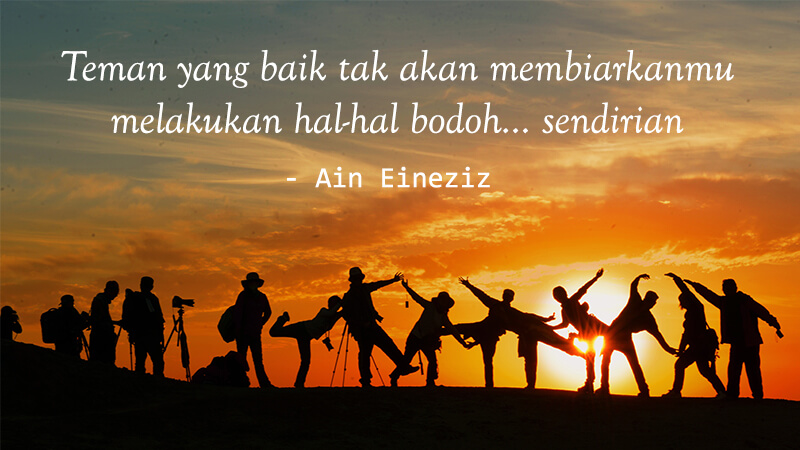 Teman yang baik tak akan membiarkanmu
melakukan hal-hal bodoh... sendirian
- Ain Eineziz